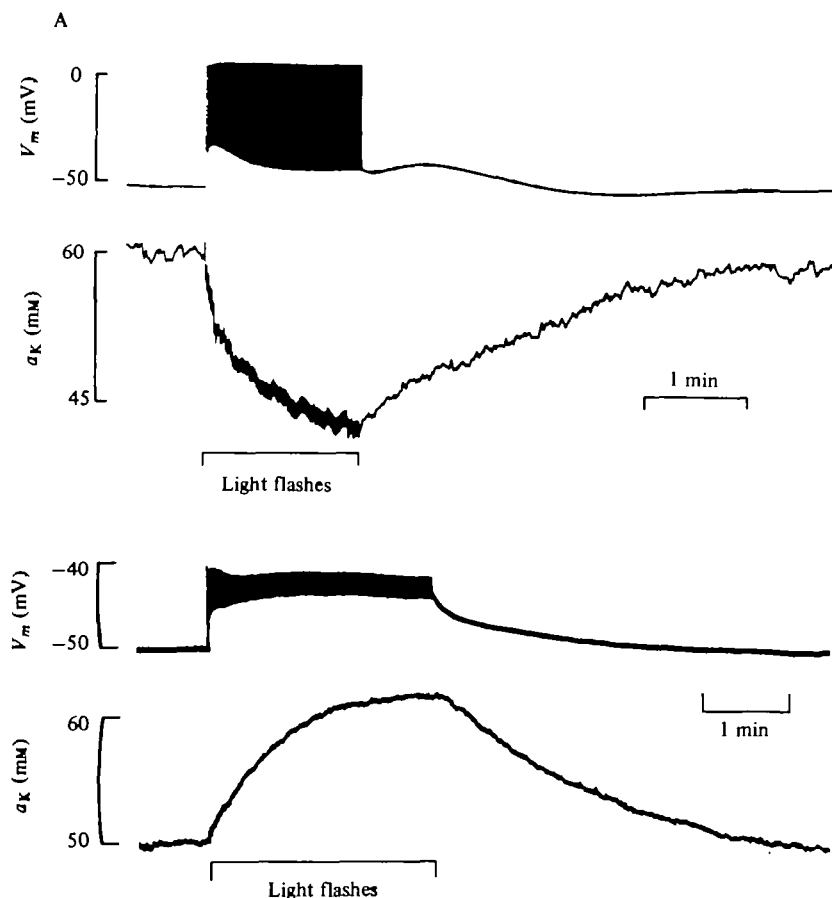 A
0
V_m (mV)
−50
60
a_K (mM)
45
1 min
Light flashes
−40
V_m (mV)
−50
60
1 min
a_K (mM)
50
Light flashes